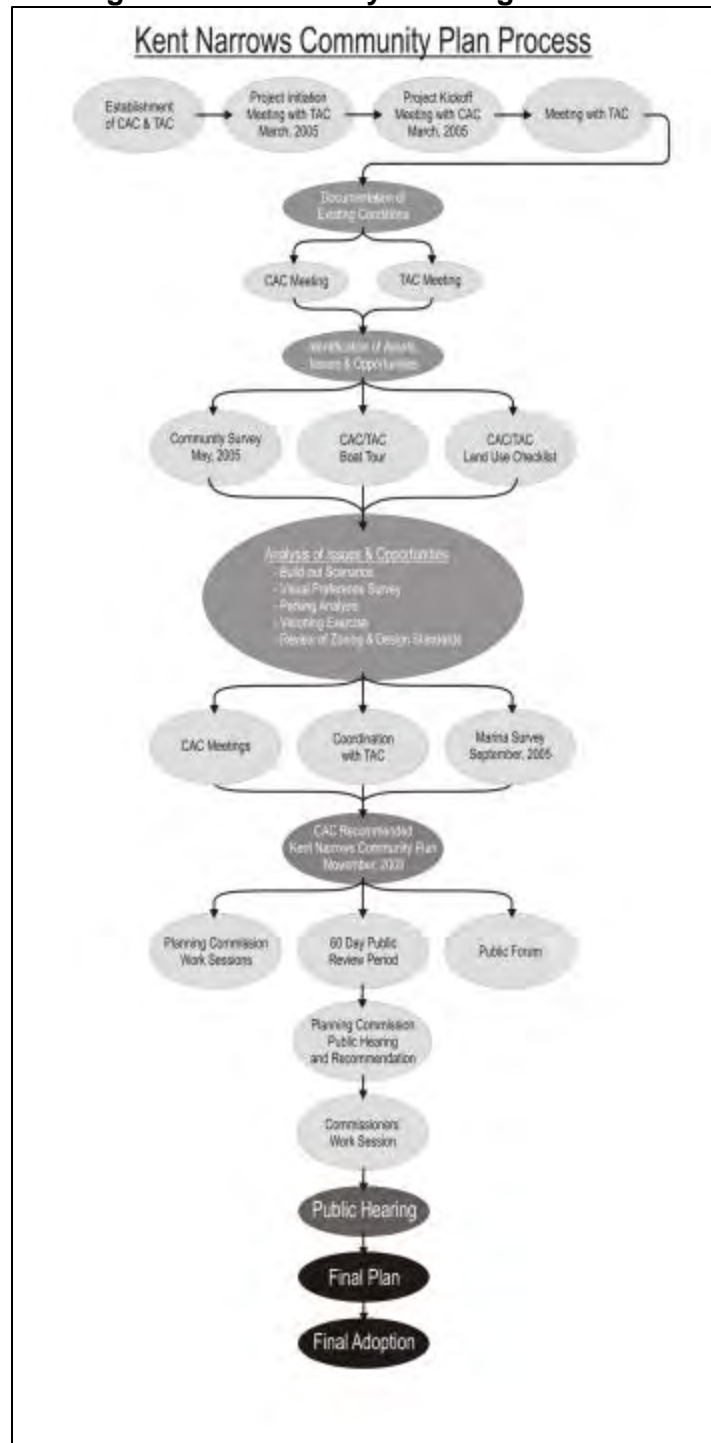 Kent Narrows Community Plan Process
Establishment
of CAC & TAC
Project Initiation
Meeting with TAC
March, 2005
Project Kickoff
Meeting with CAC
March, 2005
Meeting with TAC
Documentation of
Existing Conditions
CAC Meeting
TAC Meeting
Identification of Assets,
Issues & Opportunities
Community Survey
May, 2005
CAC/TAC
Boat Tour
CAC/TAC
Land Use Checklist
Analysis of Issues & Opportunities
- Build out Scenarios
- Visual Preference Survey
- Parking Analysis
- Visioning Exercise
- Review of Zoning & Design Standards
CAC Meetings
Coordination
with TAC
Marina Survey
September, 2005
CAC Recommended
Kent Narrows Community Plan
November,
Planning Commission
Work Sessions
60 Day Public
Review Period
Public Forum
Planning Commission
Public Hearing
and Recommendation
Commissioners
Work Session
Public Hearing
Final Plan
Final Adoption